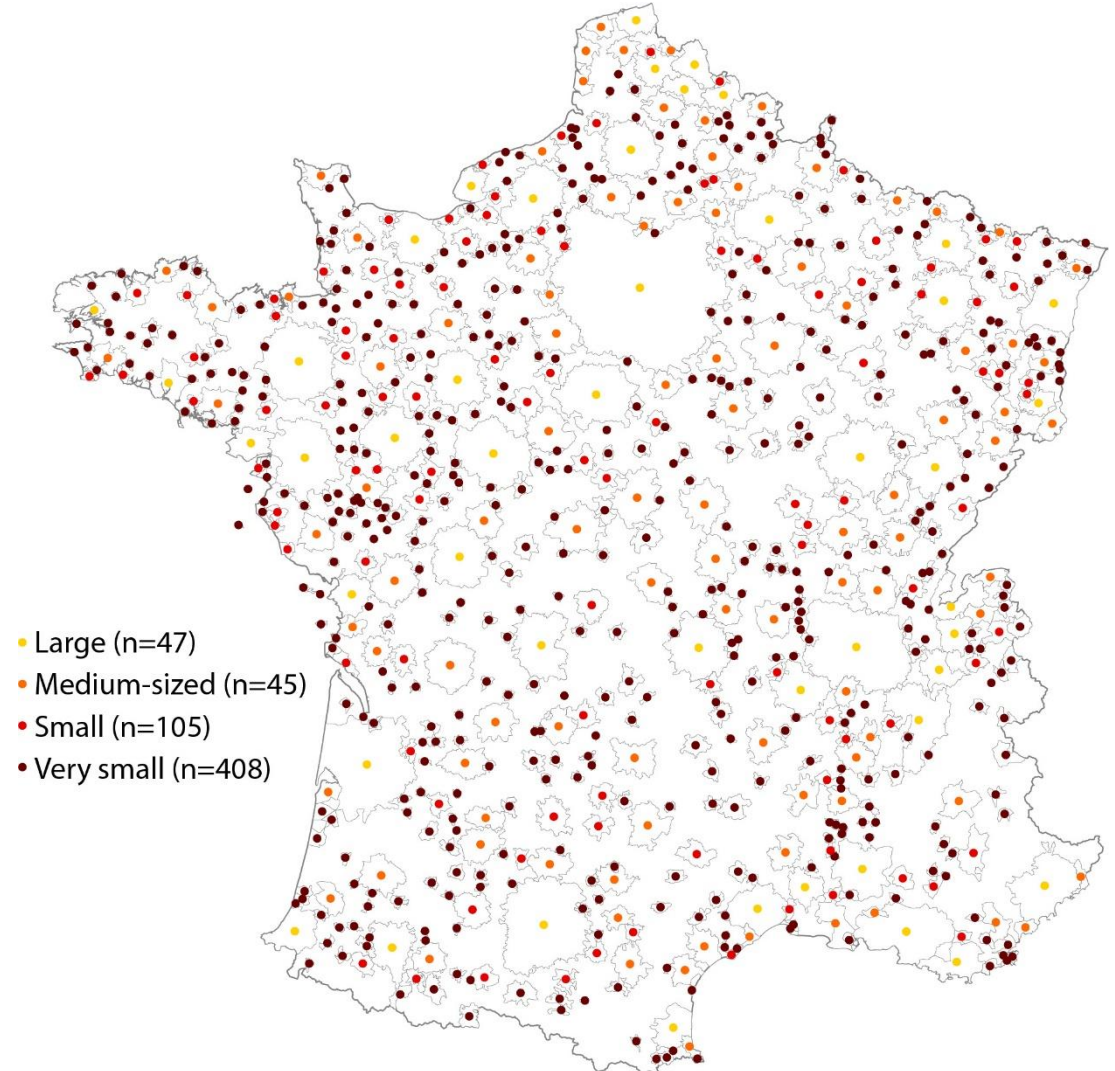 Large (n=47)
Medium-sized (n=45)
Small (n=105)
Very small (n=408)